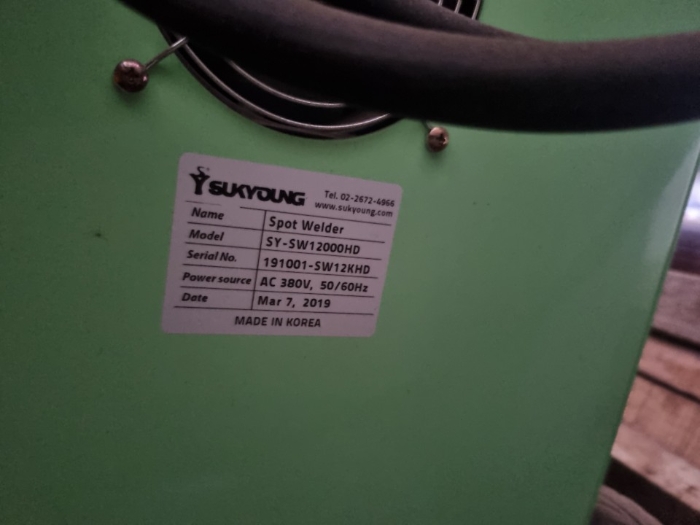 SUKYOUNG
Tel. 02-2672-4966
www.sukyoung.com
Name Spot Welder
Model SY-SW12000HD
Serial No. 191001-SW12KHD
Power source AC 380V, 50/60Hz
Date Mar 7, 2019
MADE IN KOREA